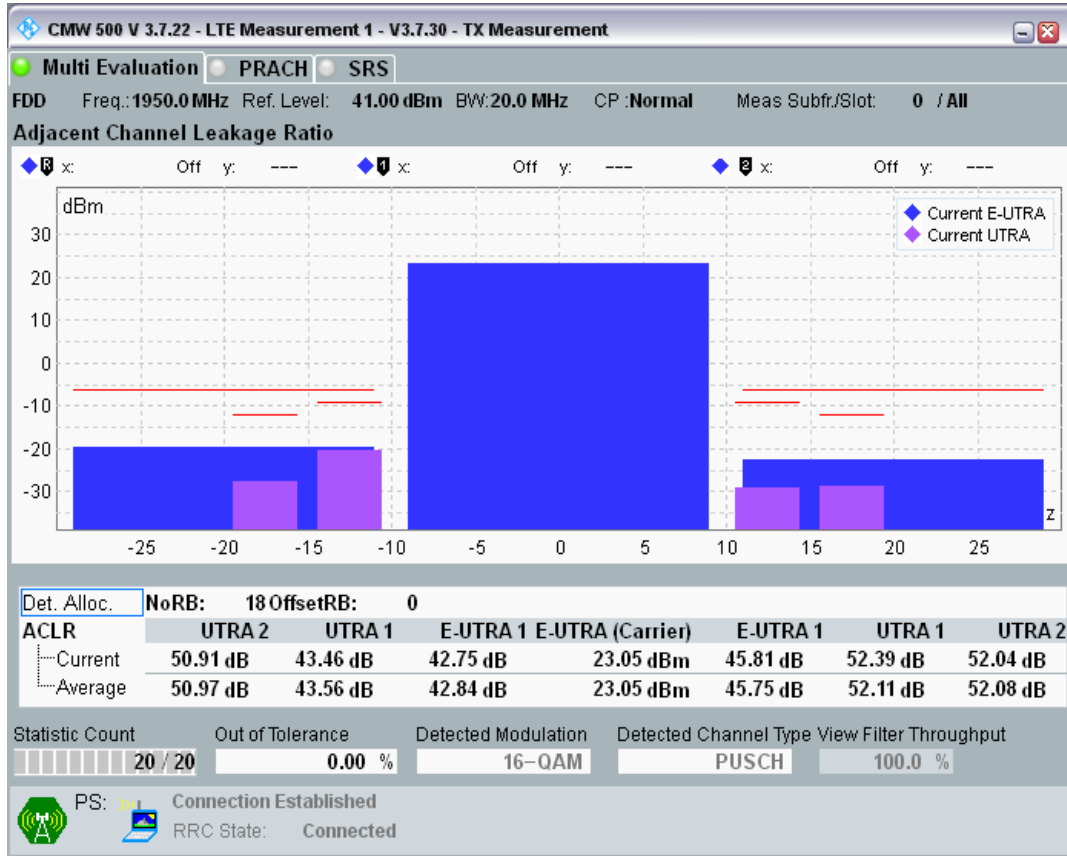 CMW 500 V 3.7.22 - LTE Measurement 1 - V3.7.30 - TX Measurement
Multi Evaluation PRACH SRS
FDD Freq.: 1950.0 MHz Ref. Level: 41.00 dBm BW: 20.0 MHz CP : Normal Meas Subfr./Slot: 0 / All
Adjacent Channel Leakage Ratio
R x: Off y: --- 1 x: Off y: --- 2 x: Off y: ---
dBm
Current E-UTRA
Current UTRA
30
20
10
0
-10
-20
-30
z
-25 -20 -15 -10 -5 0 5 10 15 20 25
Det. Alloc. NoRB: 18 OffsetRB: 0
ACLR UTRA 2 UTRA 1 E-UTRA 1 E-UTRA (Carrier) E-UTRA 1 UTRA 1 UTRA 2
Current 50.91 dB 43.46 dB 42.75 dB 23.05 dBm 45.81 dB 52.39 dB 52.04 dB
Average 50.97 dB 43.56 dB 42.84 dB 23.05 dBm 45.75 dB 52.11 dB 52.08 dB
Statistic Count Out of Tolerance Detected Modulation Detected Channel Type View Filter Throughput
20 / 20 0.00 % 16-QAM PUSCH 100.0 %
PS: Connection Established
RRC State: Connected